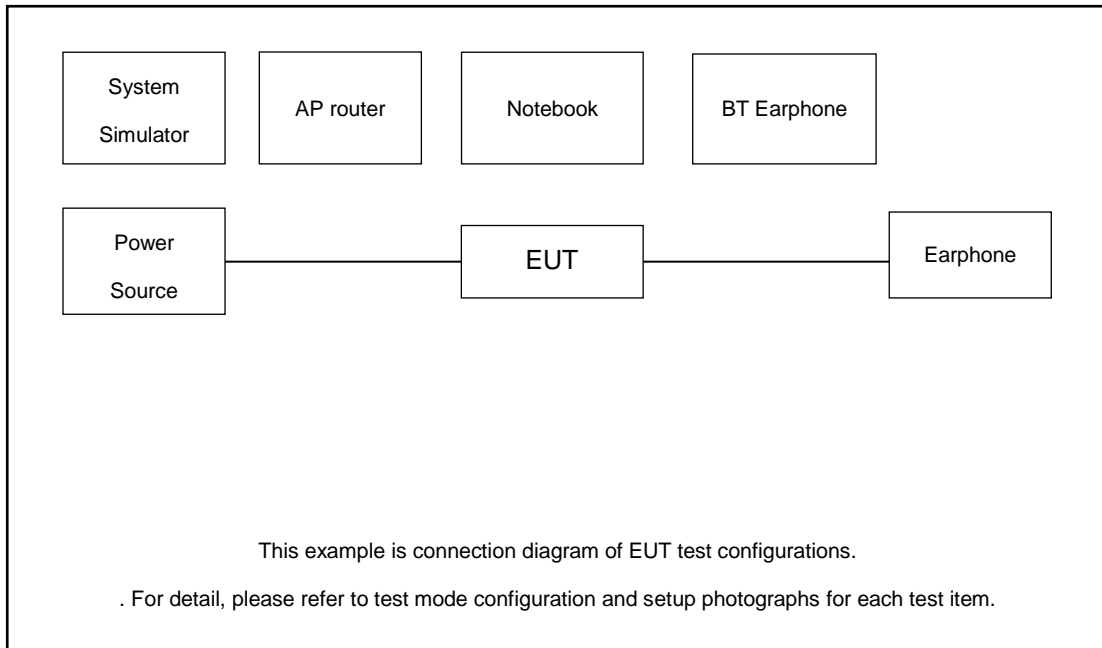 System
Simulator
AP router
Notebook
BT Earphone
Power
Source
EUT
Earphone
This example is connection diagram of EUT test configurations.
. For detail, please refer to test mode configuration and setup photographs for each test item.